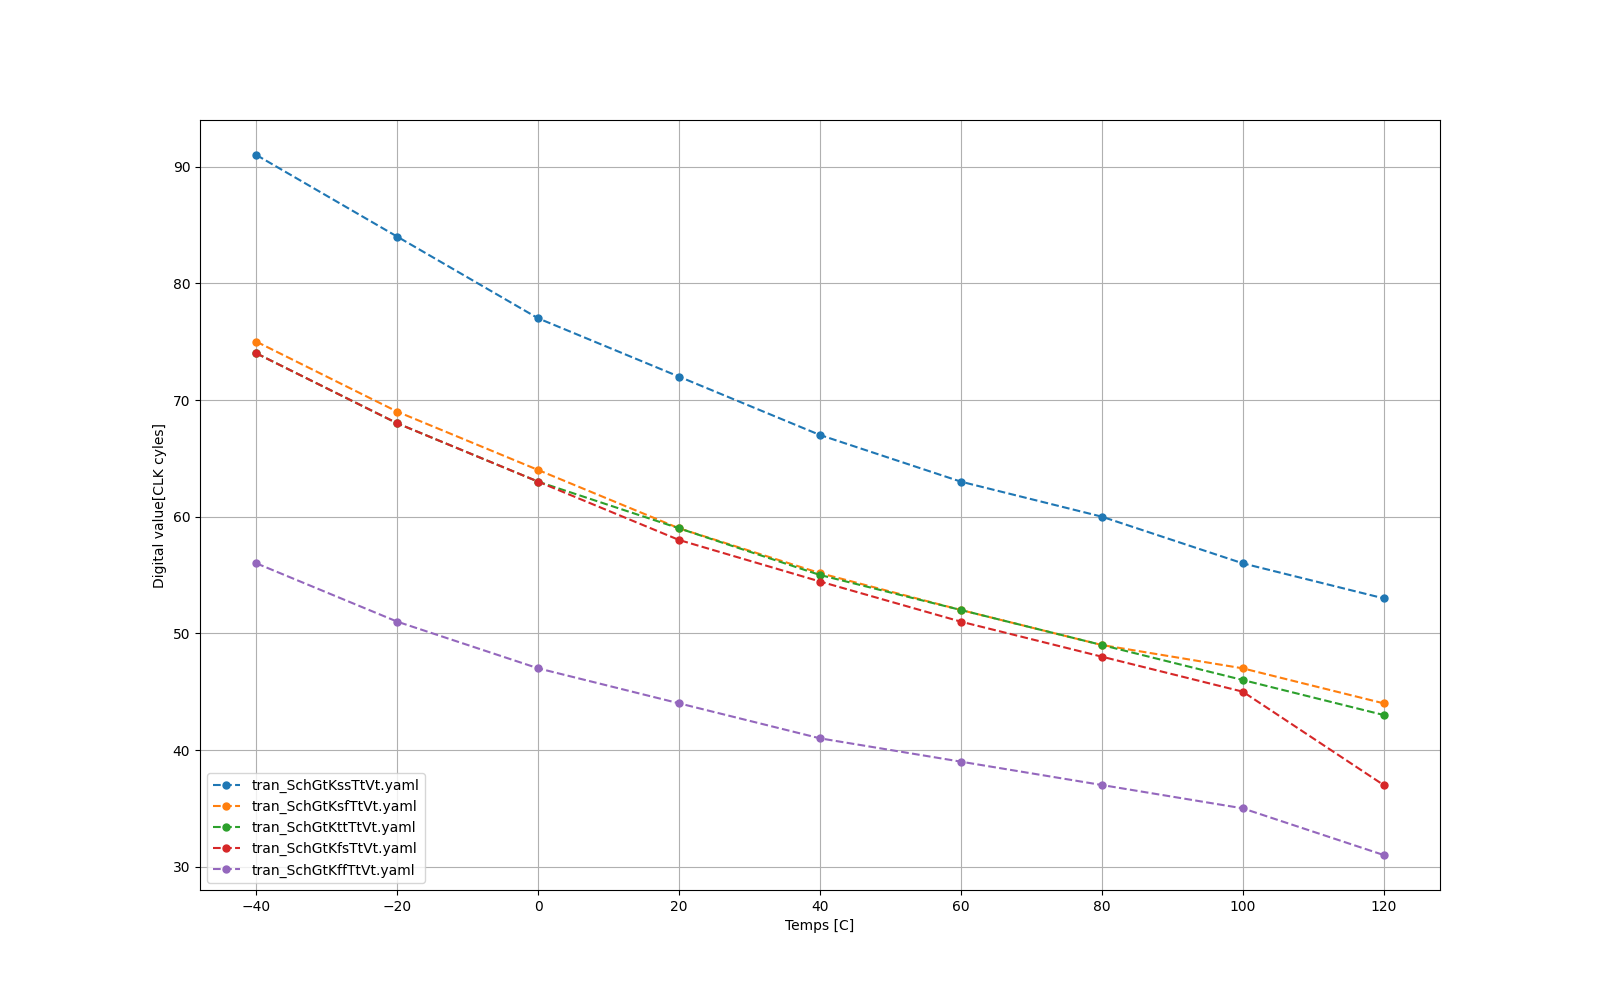 90
80
70
60
50
40
30
Digital value[CLK cyles]
tran_SchGtKssTtVt.yaml
tran_SchGtKsfTtVt.yaml
tran_SchGtKttTtVt.yaml
tran_SchGtKfsTtVt.yaml
tran_SchGtKffTtVt.yaml
−40 −20 0 20 40 60 80 100 120
Temps [C]